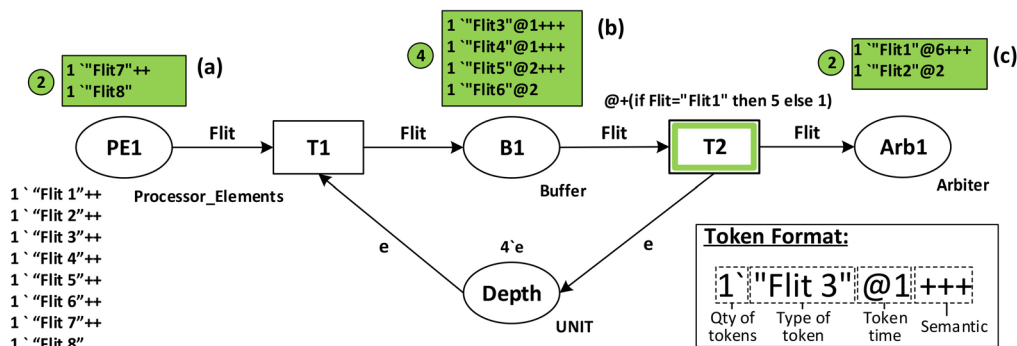 2
1 `"Flit7"++
1 `"Flit8"
(a)
4
1 `"Flit3"@1+++
1 `"Flit4"@1+++
1 `"Flit5"@2+++
1 `"Flit6"@2
(b)
2
1 `"Flit1"@6+++
1 `"Flit2"@2
(c)
@+(if Flit="Flit1" then 5 else 1)
PE1
Flit
T1
Flit
B1
Flit
T2
Flit
Arb1
Processor_Elements
Buffer
Arbiter
1 ` “Flit 1”++
1 ` “Flit 2”++
1 ` “Flit 3”++
1 ` “Flit 4”++
1 ` “Flit 5”++
1 ` “Flit 6”++
1 ` “Flit 7”++
1 ` “Flit 8”
e
4`e
e
Depth
UNIT
Token Format:
1` "Flit 3" @1 +++
Qty of tokens
Type of token
Token time
Semantic